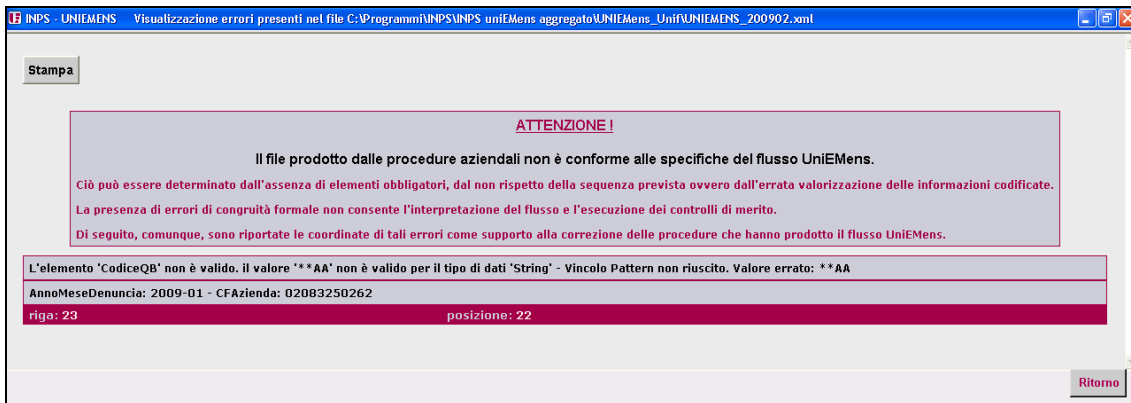 INPS - UNIEMENS Visualizzazione errori presenti nel file C:\Programmi\INPS\INPS uniEMens aggregato\UNIEMens_Unif\UNIEMENS_200902.xml
Stampa
ATTENZIONE !
Il file prodotto dalle procedure aziendali non è conforme alle specifiche del flusso UniEMens.
Ciò può essere determinato dall'assenza di elementi obbligatori, dal non rispetto della sequenza prevista ovvero dall'errata valorizzazione delle informazioni codificate.
La presenza di errori di congruità formale non consente l'interpretazione del flusso e l'esecuzione dei controlli di merito.
Di seguito, comunque, sono riportate le coordinate di tali errori come supporto alla correzione delle procedure che hanno prodotto il flusso UniEMens.
L'elemento 'CodiceQB' non è valido. il valore '**AA' non è valido per il tipo di dati 'String' - Vincolo Pattern non riuscito. Valore errato: **AA
AnnoMeseDenuncia: 2009-01 - CFAzienda: 02083250262
riga: 23 posizione: 22
Ritorno